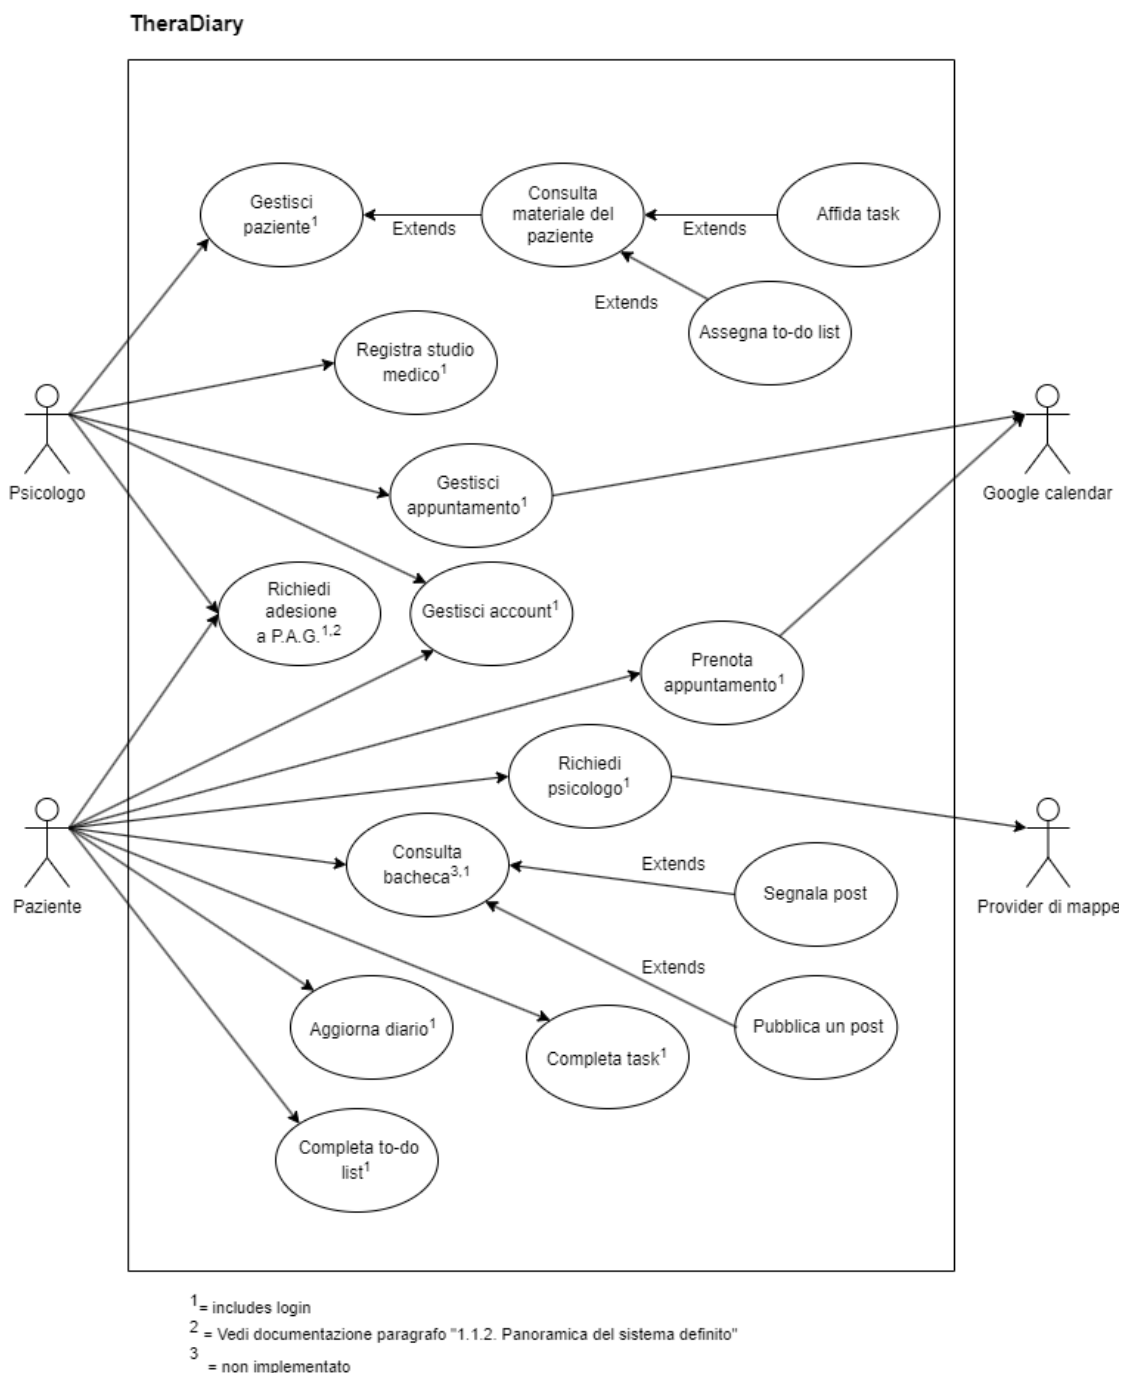 TheraDiary
Gestisci
paziente¹
Extends
Consulta
materiale del
paziente
Extends
Affida task
Extends
Assegna to-do list
Registra studio
medico¹
Psicologo
Gestisci
appuntamento¹
Google calendar
Richiedi
adesione
a P.A.G.¹,²
Gestisci account¹
Prenota
appuntamento¹
Richiedi
psicologo¹
Paziente
Consulta
bacheca³,¹
Extends
Segnala post
Provider di mappe
Extends
Aggiorna diario¹
Completa task¹
Pubblica un post
Completa to-do
list¹
¹= includes login
² = Vedi documentazione paragrafo "1.1.2. Panoramica del sistema definito"
³ = non implementato